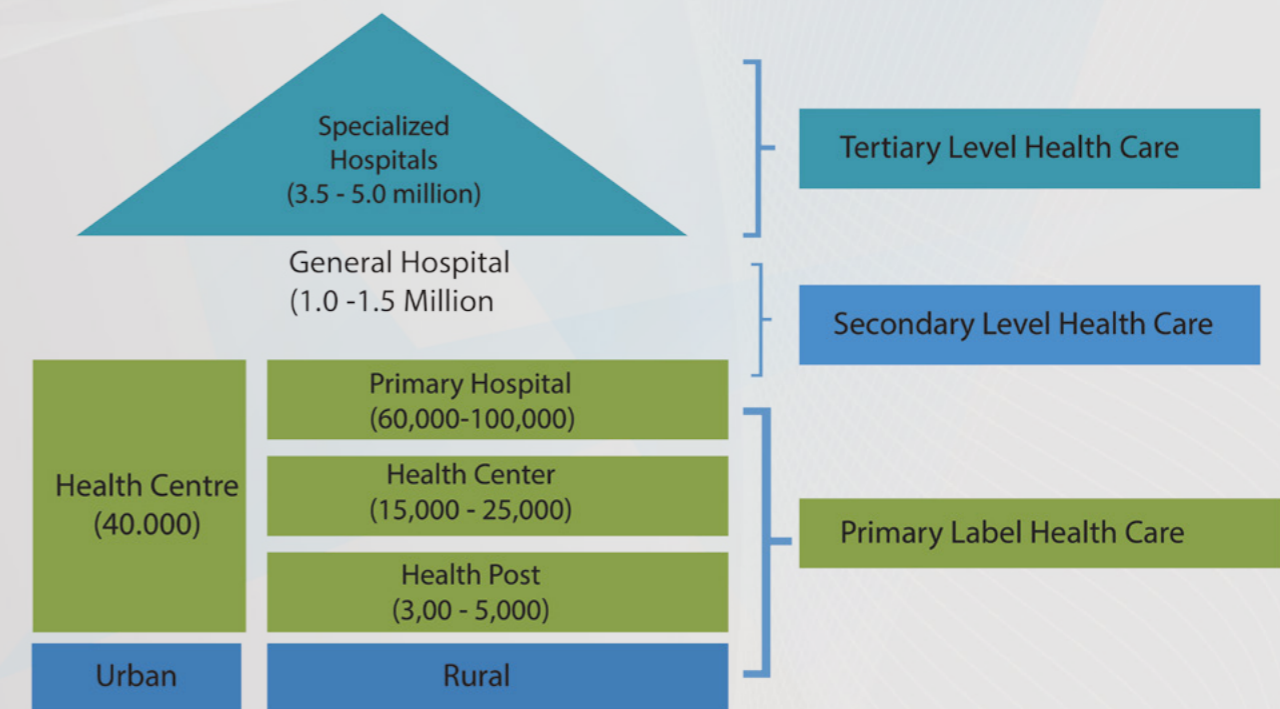 Specialized
Hospitals
(3.5 - 5.0 million)
Tertiary Level Health Care
General Hospital
(1.0 -1.5 Million
Secondary Level Health Care
Primary Hospital
(60,000-100,000)
Health Centre
(40.000)
Health Center
(15,000 - 25,000)
Primary Label Health Care
Health Post
(3,00 - 5,000)
Urban
Rural